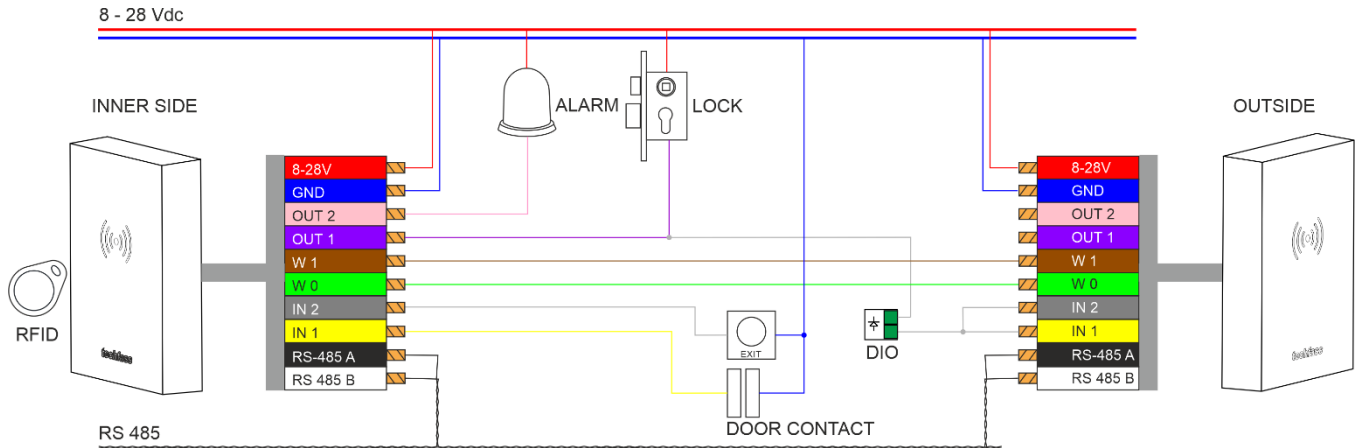 8 - 28 Vdc
INNER SIDE
ALARM
LOCK
OUTSIDE
8-28V
GND
OUT 2
OUT 1
W 1
W 0
IN 2
IN 1
RS-485 A
RS 485 B
8-28V
GND
OUT 2
OUT 1
W 1
W 0
IN 2
IN 1
RS-485 A
RS 485 B
RFID
EXIT
DIO
DOOR CONTACT
RS 485